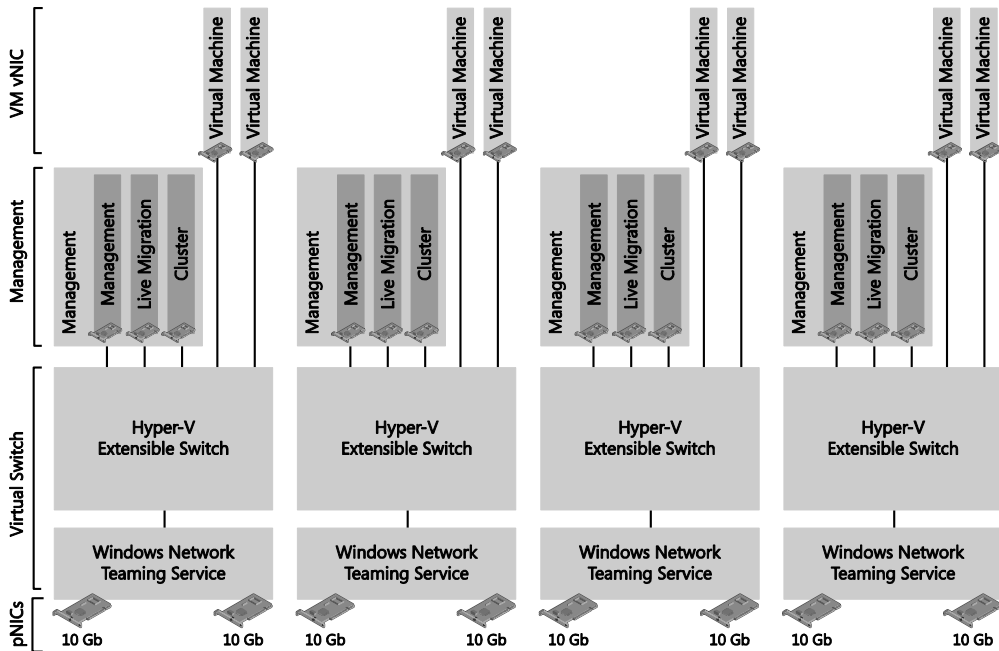 VM vNIC
Virtual Machine
Virtual Machine
Virtual Machine
Virtual Machine
Virtual Machine
Virtual Machine
Virtual Machine
Virtual Machine
Management
Management
Management
Live Migration
Cluster
Management
Management
Live Migration
Cluster
Management
Management
Live Migration
Cluster
Management
Management
Live Migration
Cluster
Virtual Switch
Hyper-V
Extensible Switch
Hyper-V
Extensible Switch
Hyper-V
Extensible Switch
Hyper-V
Extensible Switch
Windows Network
Teaming Service
Windows Network
Teaming Service
Windows Network
Teaming Service
Windows Network
Teaming Service
pNICs
10 Gb
10 Gb
10 Gb
10 Gb
10 Gb
10 Gb
10 Gb
10 Gb